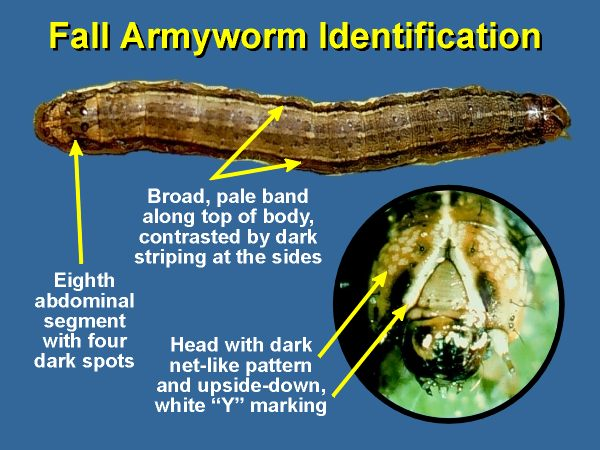 Fall Armyworm Identification
Broad, pale band
along top of body,
contrasted by dark
striping at the sides
Eighth
abdominal
segment
with four
dark spots
Head with dark
net-like pattern
and upside-down,
white “Y” marking